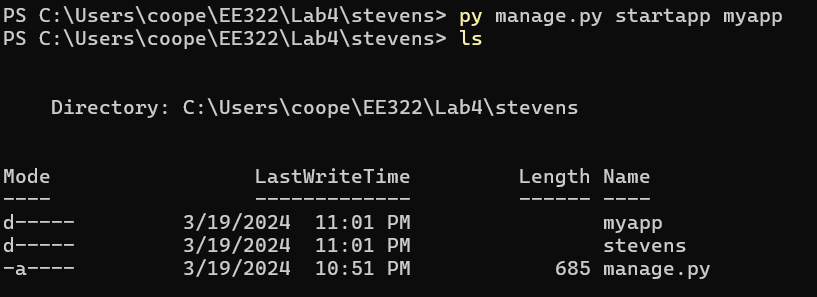 PS C:\Users\coope\EE322\Lab4\stevens> py manage.py startapp myapp
PS C:\Users\coope\EE322\Lab4\stevens> ls
Directory: C:\Users\coope\EE322\Lab4\stevens
Mode                 LastWriteTime         Length Name
----                 -------------         ------ ----
d-----         3/19/2024  11:01 PM                myapp
d-----         3/19/2024  11:01 PM                stevens
-a----         3/19/2024  10:51 PM            685 manage.py